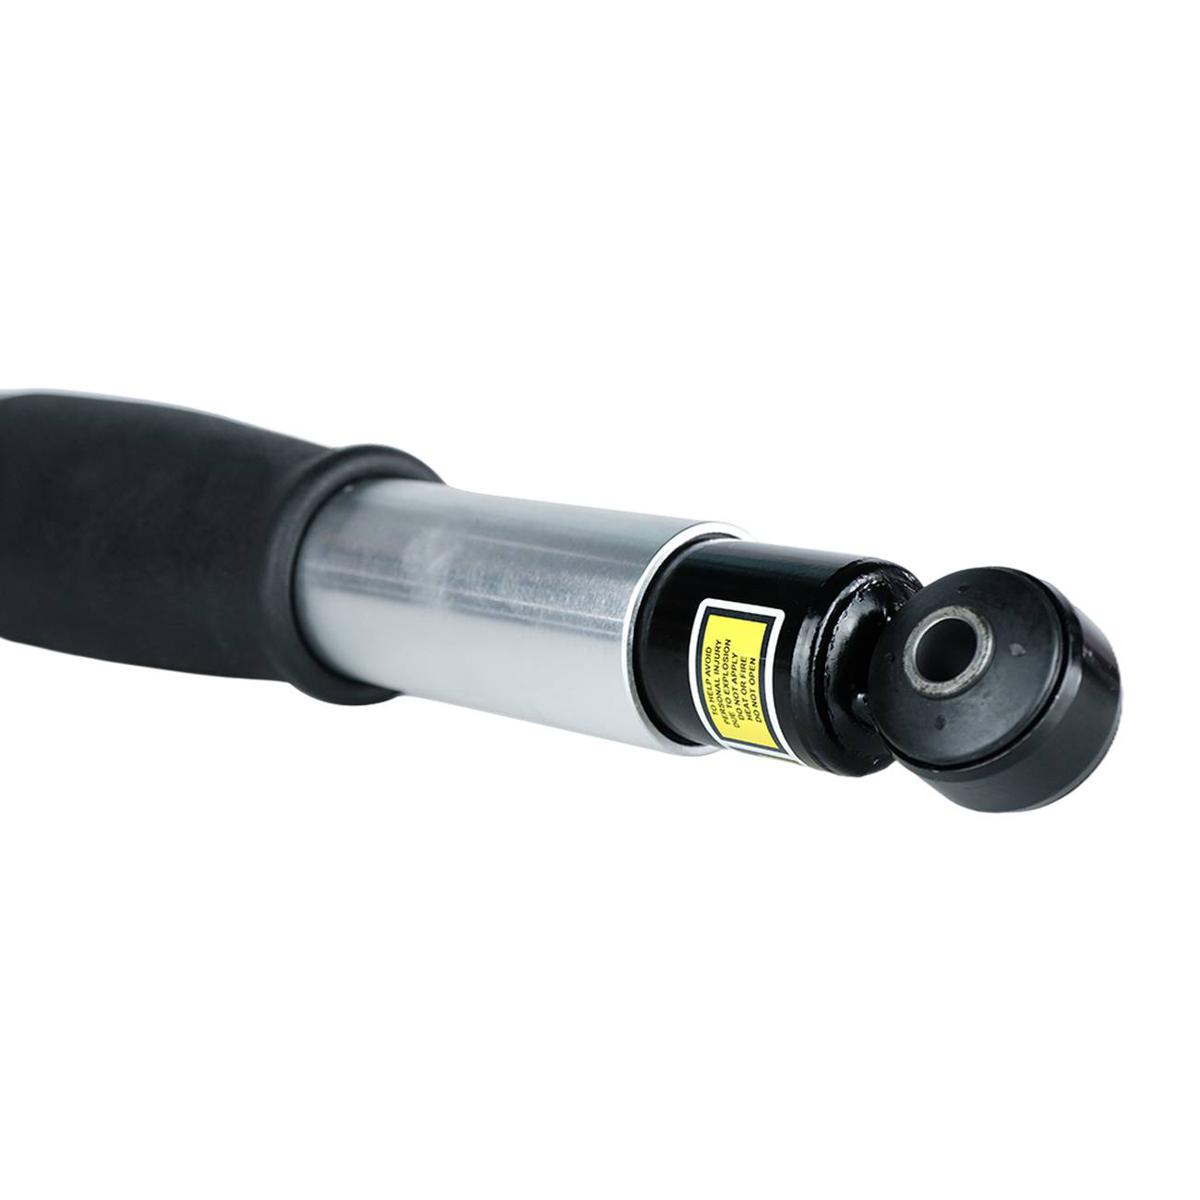 TO HELP AVOID
PERSONAL INJURY
DUE TO EXPLOSION
DO NOT APPLY
HEAT OR FIRE
DO NOT OPEN